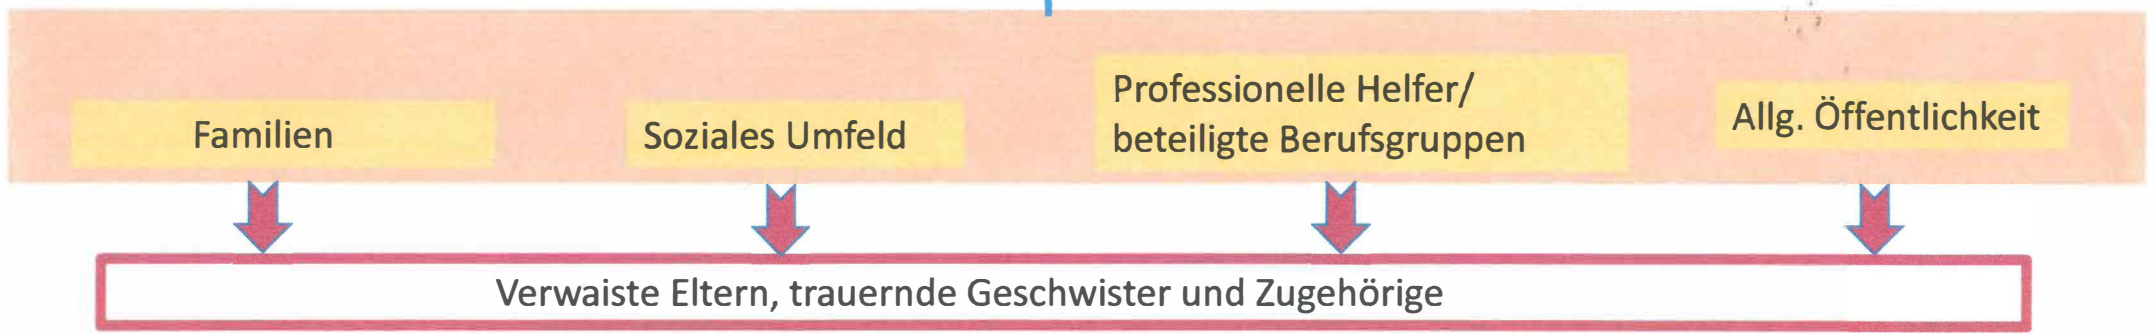 Familien
Soziales Umfeld
Professionelle Helfer/
beteiligte Berufsgruppen
Allg. Öffentlichkeit
Verwaiste Eltern, trauernde Geschwister und Zugehörige